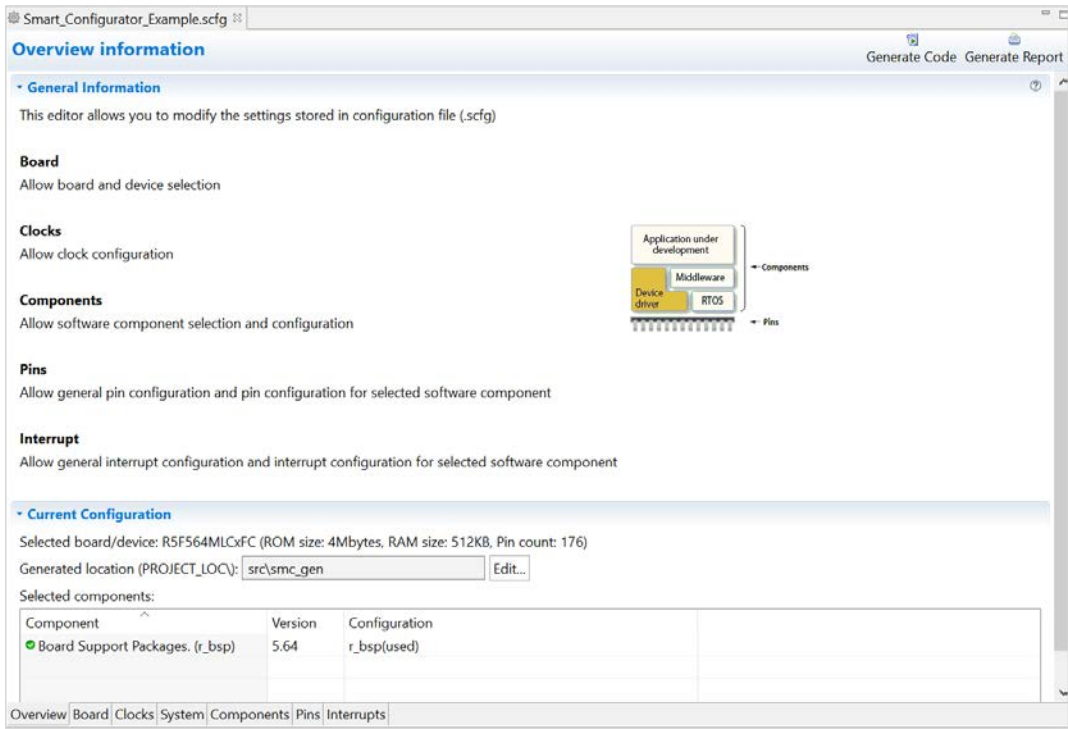 Smart_Configurator_Example.scfg
Overview information
Generate Code Generate Report
General Information
This editor allows you to modify the settings stored in configuration file (.scfg)
Board
Allow board and device selection
Clocks
Allow clock configuration
Components
Allow software component selection and configuration
Pins
Allow general pin configuration and pin configuration for selected software component
Interrupt
Allow general interrupt configuration and interrupt configuration for selected software component
Application under
development
Middleware
Device
driver
RTOS
Components
Pins
Current Configuration
Selected board/device: R5F564MLCxFC (ROM size: 4Mbytes, RAM size: 512KB, Pin count: 176)
Generated location (PROJECT_LOC\): src\smc_gen Edit...
Selected components:
Component Version Configuration
Board Support Packages. (r_bsp) 5.64 r_bsp(used)
Overview Board Clocks System Components Pins Interrupts